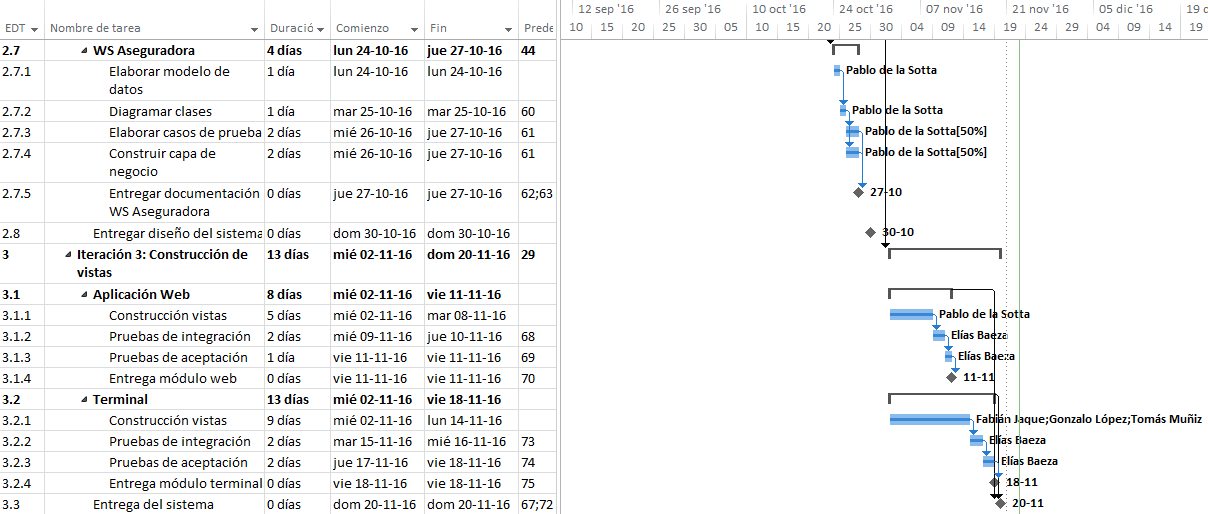 12 sep '16 26 sep '16 10 oct '16 24 oct '16 07 nov '16 21 nov '16 05 dic '16 19 d
EDT Nombre de tarea Duració Comienzo Fin Prede 10 15 20 25 30 05 10 15 20 25 30 04 09 14 19 24 29 04 09 14 19
2.7 WS Aseguradora 4 días lun 24-10-16 jue 27-10-16 44
2.7.1 Elaborar modelo de 1 día lun 24-10-16 lun 24-10-16 Pablo de la Sotta
datos
2.7.2 Diagramar clases 1 día mar 25-10-16 mar 25-10-16 60 Pablo de la Sotta
2.7.3 Elaborar casos de prueba 2 días mié 26-10-16 jue 27-10-16 61 Pablo de la Sotta[50%]
2.7.4 Construir capa de 2 días mié 26-10-16 jue 27-10-16 61 Pablo de la Sotta[50%]
negocio
2.7.5 Entregar documentación 0 días jue 27-10-16 jue 27-10-16 62;63 27-10
WS Aseguradora
2.8 Entregar diseño del sistema 0 días dom 30-10-16 dom 30-10-16 30-10
3 Iteración 3: Construcción de 13 días mié 02-11-16 dom 20-11-16 29
vistas
3.1 Aplicación Web 8 días mié 02-11-16 vie 11-11-16
3.1.1 Construcción vistas 5 días mié 02-11-16 mar 08-11-16 Pablo de la Sotta
3.1.2 Pruebas de integración 2 días mié 09-11-16 jue 10-11-16 68 Elías Baeza
3.1.3 Pruebas de aceptación 1 día vie 11-11-16 vie 11-11-16 69 Elías Baeza
3.1.4 Entrega módulo web 0 días vie 11-11-16 vie 11-11-16 70 11-11
3.2 Terminal 13 días mié 02-11-16 vie 18-11-16
3.2.1 Construcción vistas 9 días mié 02-11-16 lun 14-11-16 Fabián Jaque;Gonzalo López;Tomás Muñiz
3.2.2 Pruebas de integración 2 días mar 15-11-16 mié 16-11-16 73 Elías Baeza
3.2.3 Pruebas de aceptación 2 días jue 17-11-16 vie 18-11-16 74 Elías Baeza
3.2.4 Entrega módulo terminal 0 días vie 18-11-16 vie 18-11-16 75 18-11
3.3 Entrega del sistema 0 días dom 20-11-16 dom 20-11-16 67;72 20-11